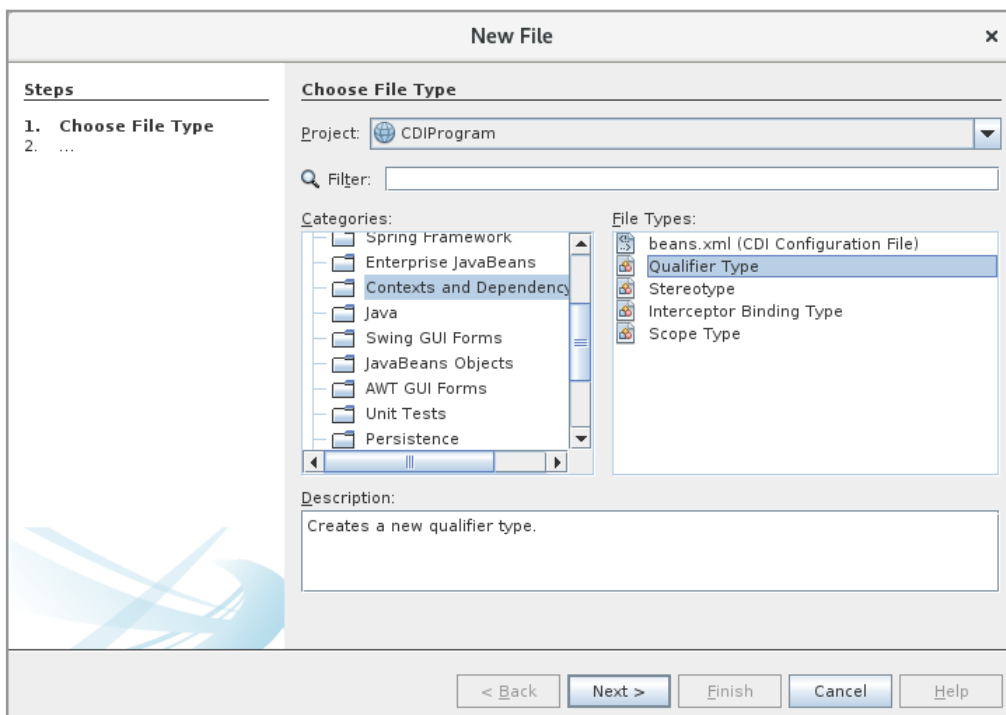 New File
×
Steps
1. Choose File Type
2. ...
Choose File Type
Project: CDIProgram
Filter:
Categories:
Spring Framework
Enterprise JavaBeans
Contexts and Dependency
Java
Swing GUI Forms
JavaBeans Objects
AWT GUI Forms
Unit Tests
Persistence
File Types:
beans.xml (CDI Configuration File)
Qualifier Type
Stereotype
Interceptor Binding Type
Scope Type
Description:
Creates a new qualifier type.
< Back Next > Finish Cancel Help